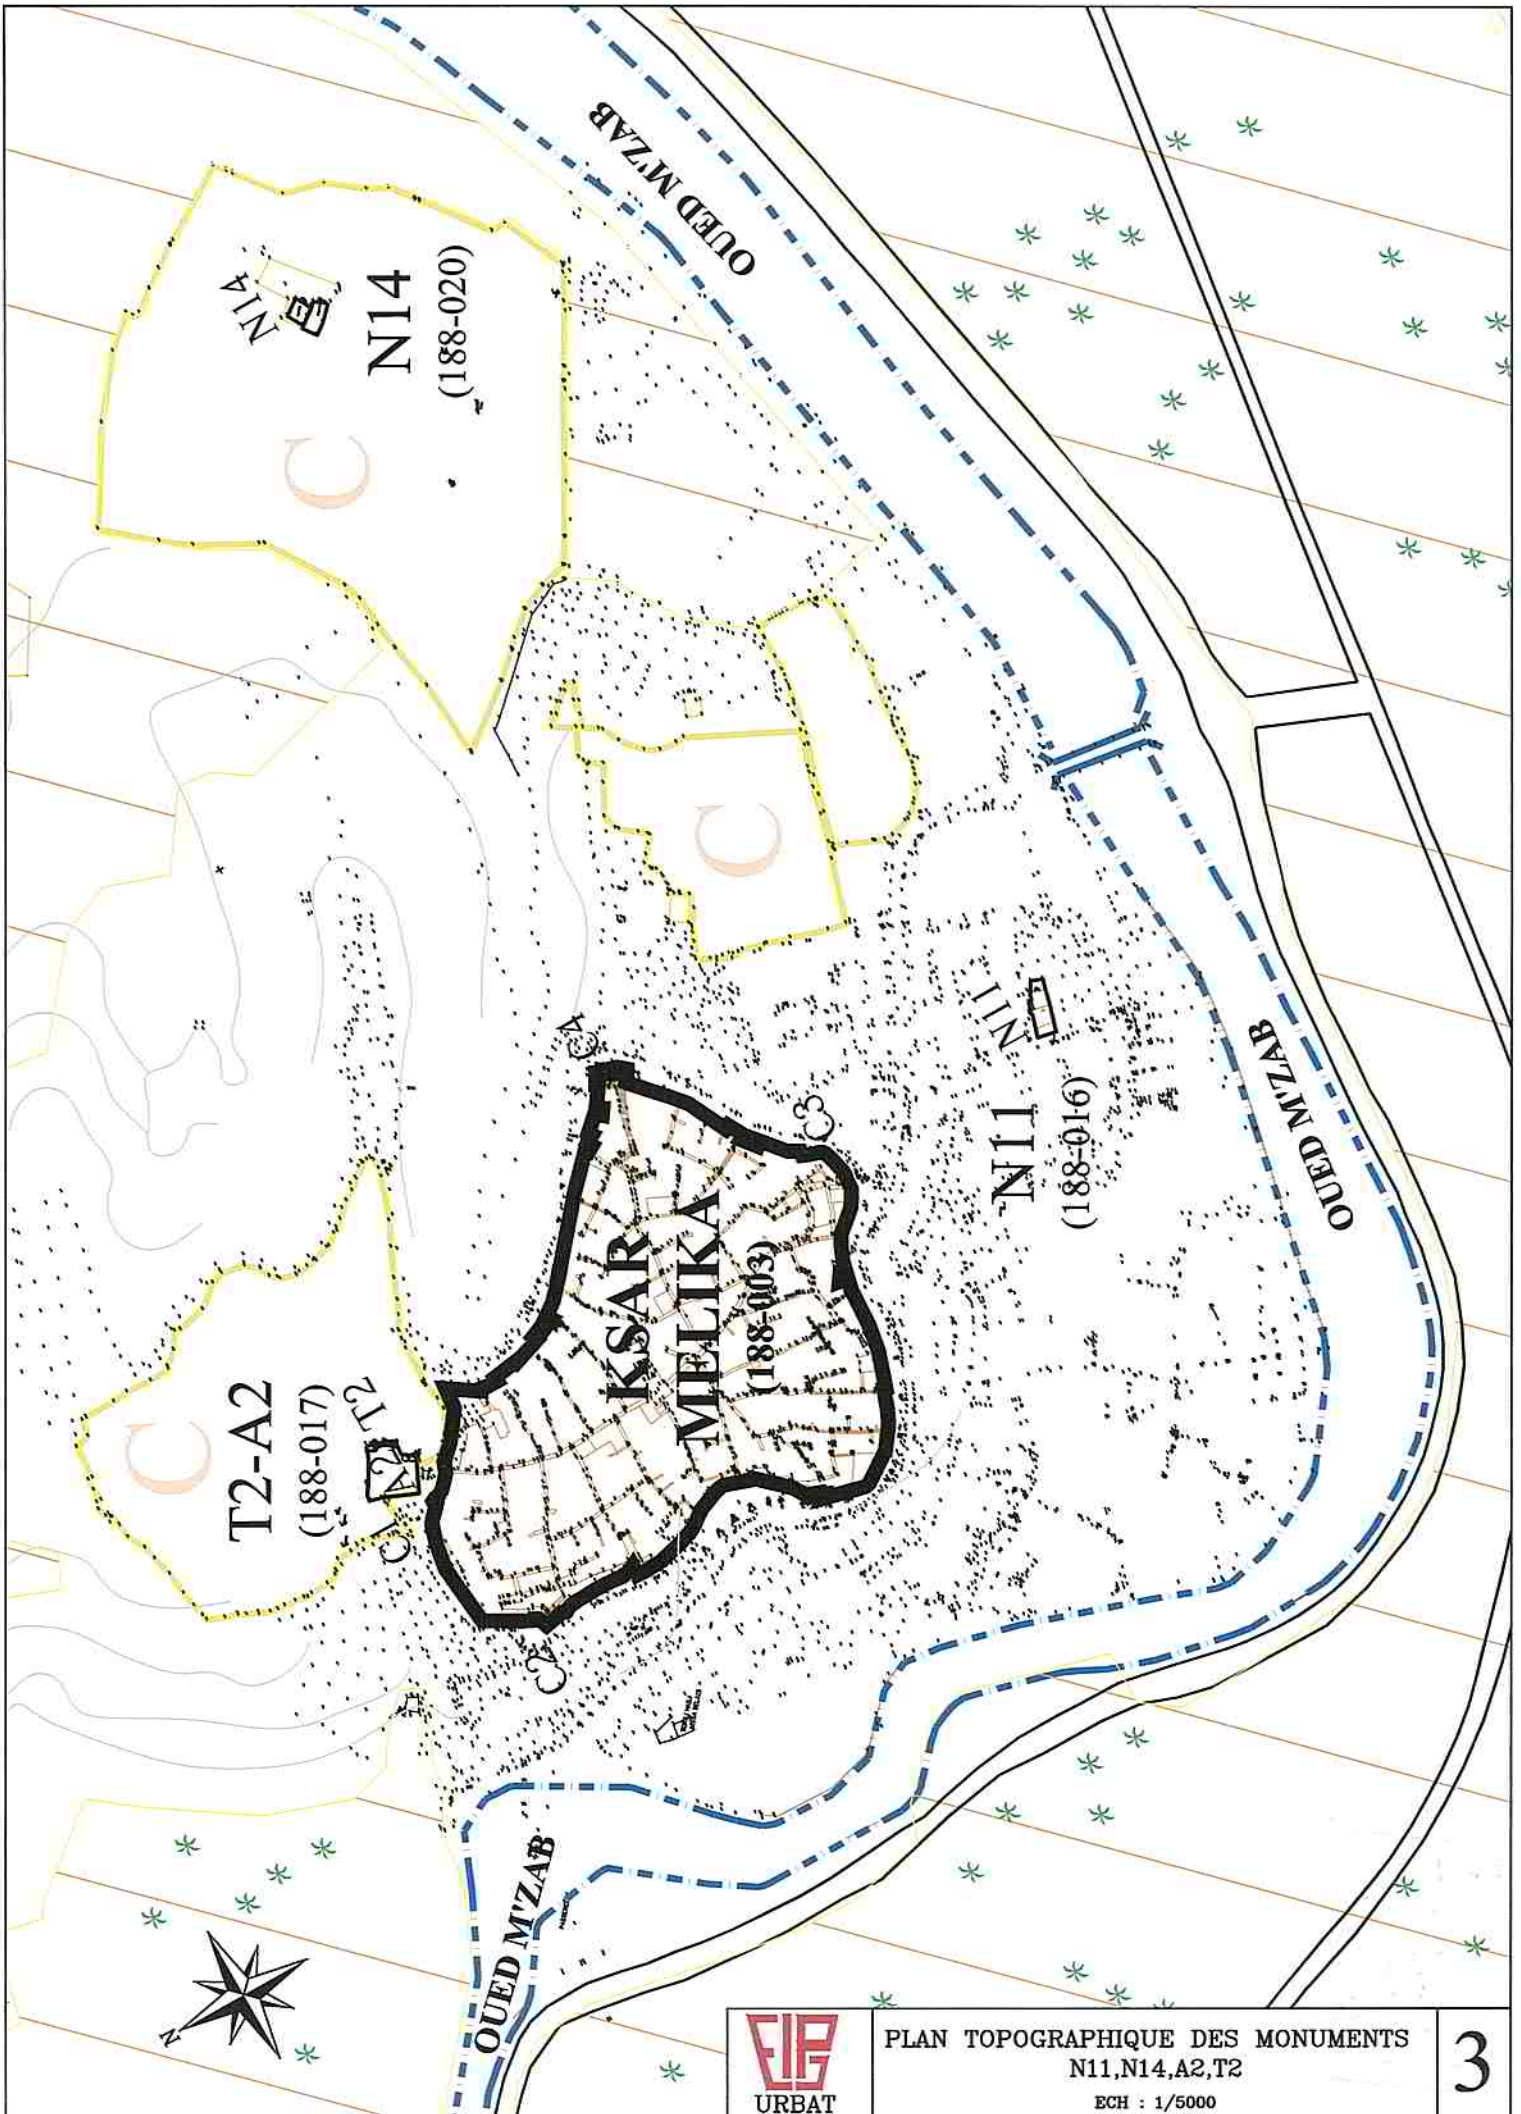 OUED M'ZAB
N14
N14
(188-020)
C
C
C4
C3
N11
N11
(188-016)
OUED M'ZAB
KSAR
MELIKA
(188-003)
C
T2-A2
(188-017)
T2
A2
C1
C2
OUED M'ZAB
N
URBAT
PLAN TOPOGRAPHIQUE DES MONUMENTS
N11,N14,A2,T2
ECH : 1/5000
3